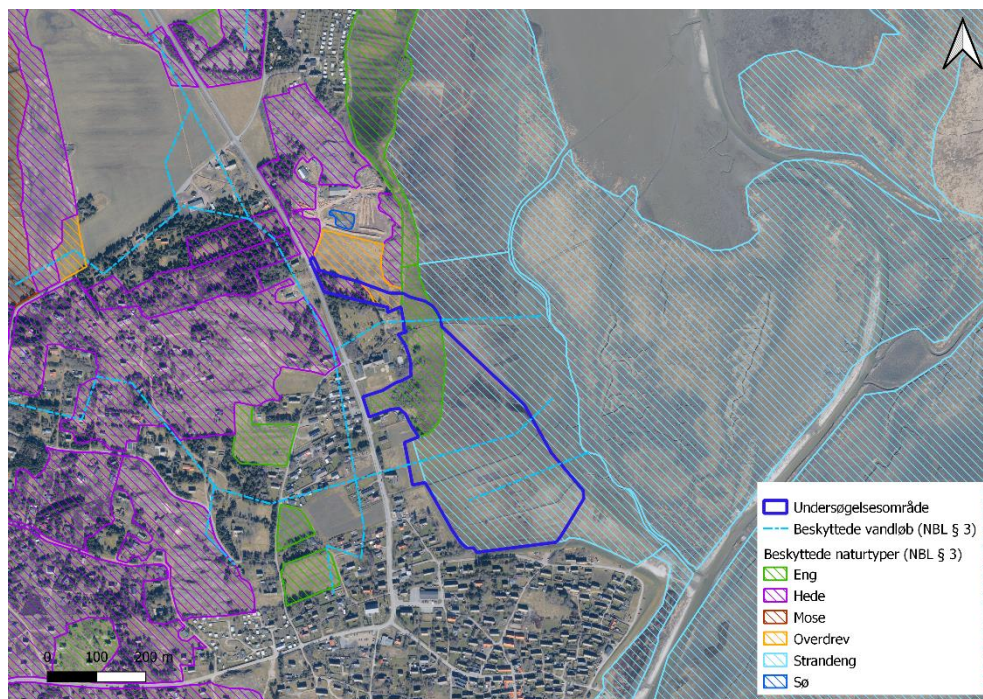 Undersøgelsesområde
Beskyttede vandløb (NBL § 3)
Beskyttede naturtyper (NBL § 3)
Eng
Hede
Mose
Overdrev
Strandeng
Sø
0 100 200 m